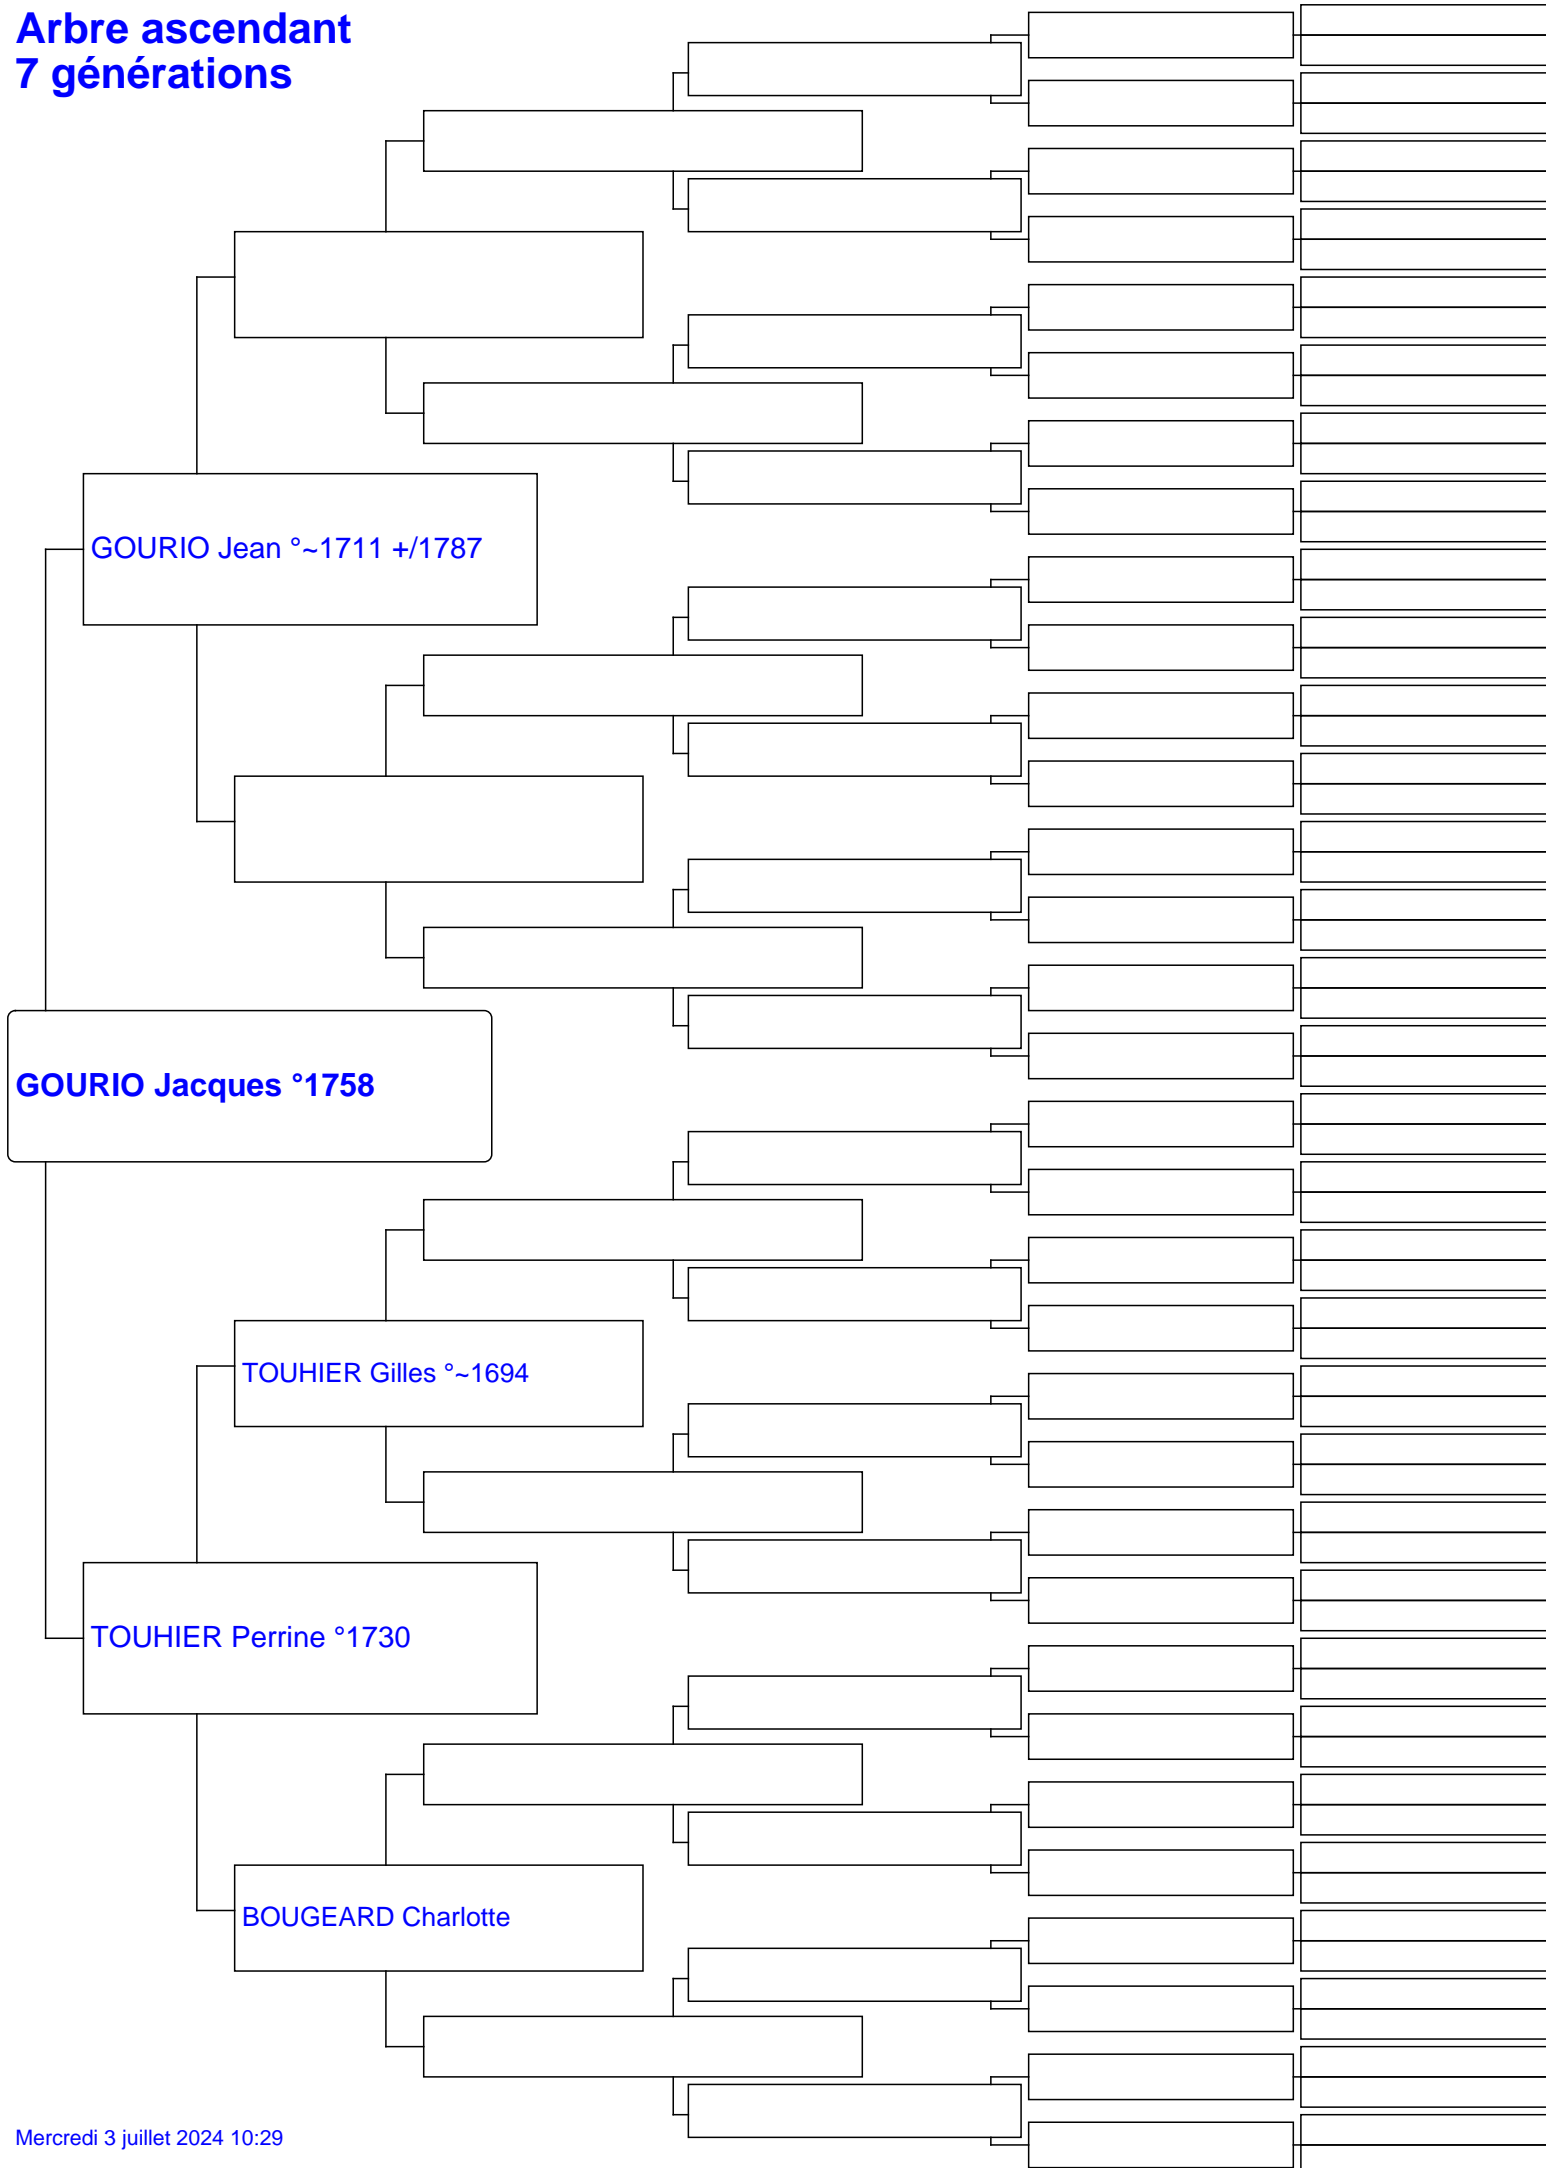 Arbre ascendant
7 générations
GOURIO Jean °~1711 +/1787
GOURIO Jacques °1758
TOUHIER Gilles °~1694
TOUHIER Perrine °1730
BOUGEARD Charlotte
Mercredi 3 juillet 2024 10:29